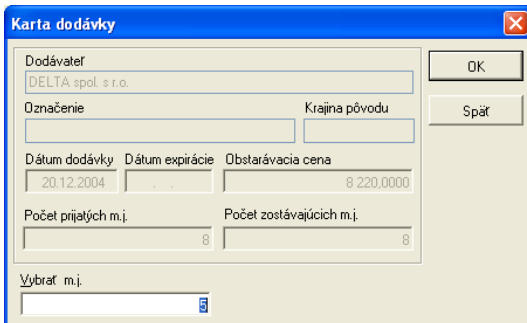 Karta dodávky
Dodávateľ
OK
DELTA spol. s r.o.
Označenie
Krajina pôvodu
Späť
Dátum dodávky
Dátum expirácie
Obstarávacia cena
20.12.2004
. .
8 220,0000
Počet prijatých m.j.
Počet zostávajúcich m.j.
8
8
Vybrať m.j.
5